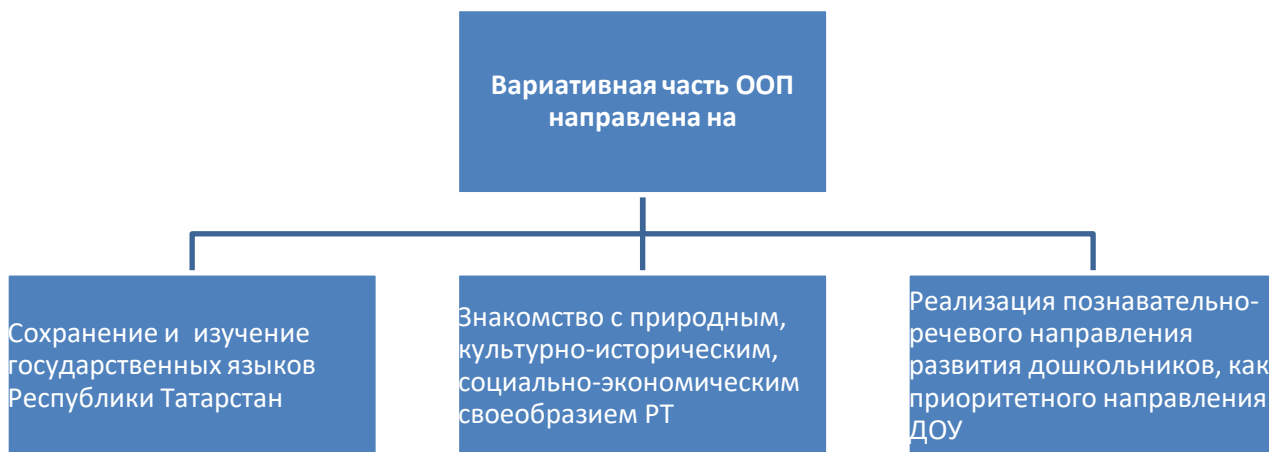 Вариативная часть ООП
направлена на
Сохранение и изучение
государственных языков
Республики Татарстан
Знакомство с природным,
культурно-историческим,
социально-экономическим
своеобразием РТ
Реализация познавательно-
речевого направления
развития дошкольников, как
приоритетного направления
ДОУ